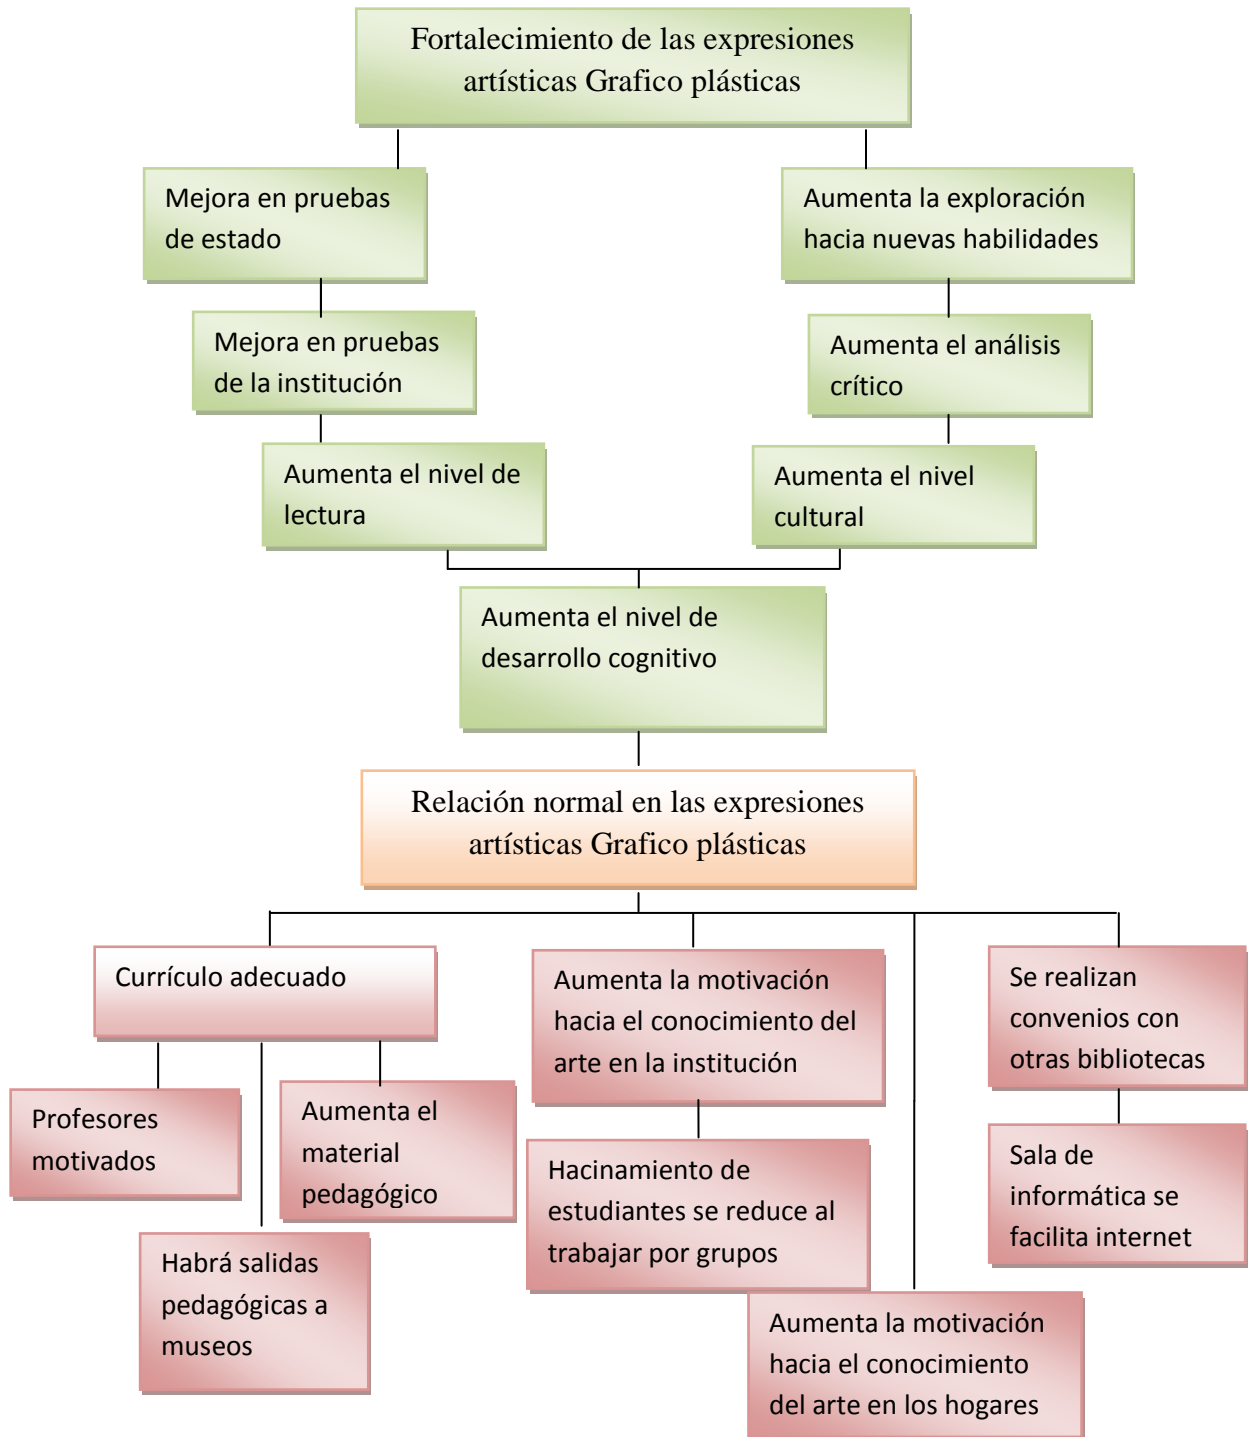 Fortalecimiento de las expresiones
artísticas Grafico plásticas
Mejora en pruebas
de estado
Aumenta la exploración
hacia nuevas habilidades
Mejora en pruebas
de la institución
Aumenta el análisis
crítico
Aumenta el nivel de
lectura
Aumenta el nivel
cultural
Aumenta el nivel de
desarrollo cognitivo
Relación normal en las expresiones
artísticas Grafico plásticas
Currículo adecuado
Aumenta la motivación
hacia el conocimiento del
arte en la institución
Se realizan
convenios con
otras bibliotecas
Profesores
motivados
Aumenta el
material
pedagógico
Hacinamiento de
estudiantes se reduce al
trabajar por grupos
Sala de
informática se
facilita internet
Habrá salidas
pedagógicas a
museos
Aumenta la motivación
hacia el conocimiento
del arte en los hogares